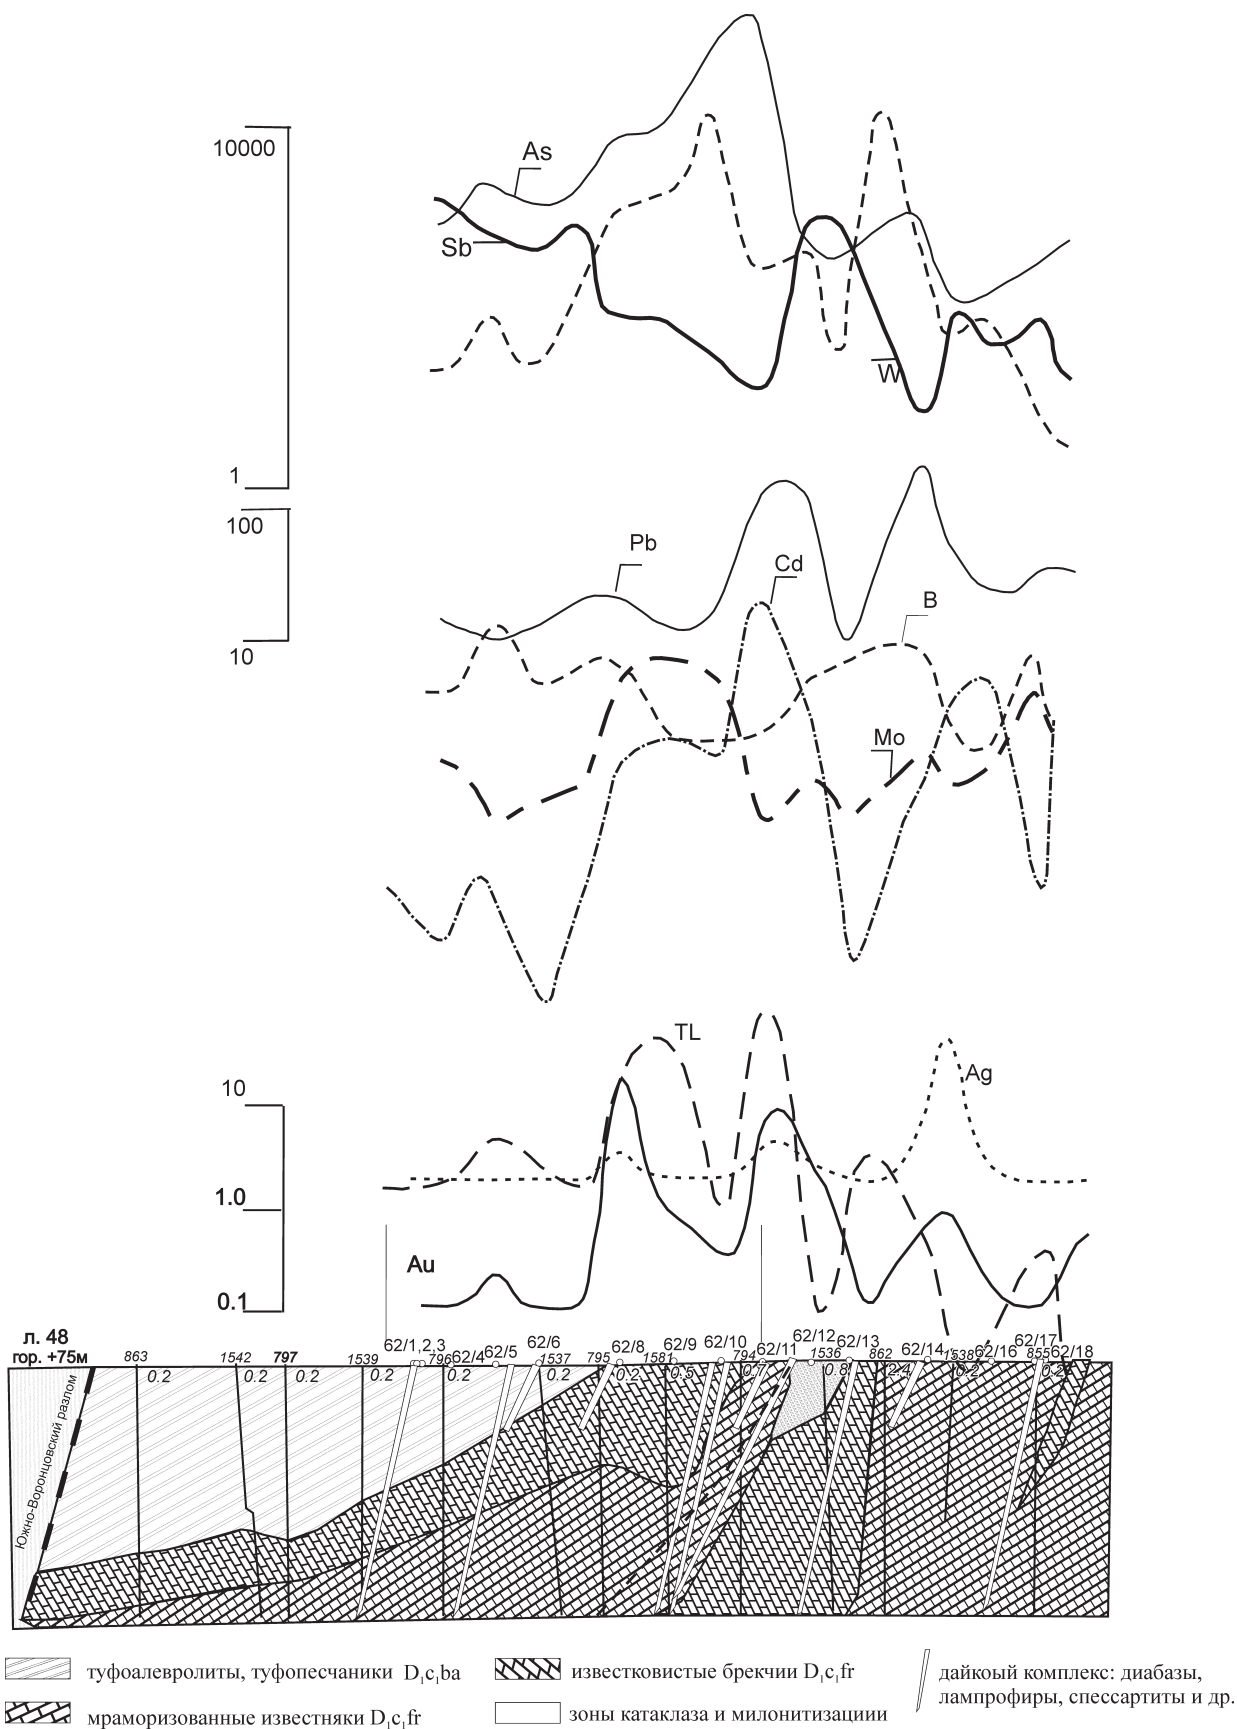 10000
As
Sb
W
1
100
Pb
Cd
B
10
Mo
TL
10
Ag
1.0
Au
0.1
л. 48
гор. +75м
863
1542
797
1539
62/1,2,3
796
62/4
62/5
62/6
1537
795
62/8
1581
62/9
62/10
794
62/11
62/12
1536
62/13
862
62/14
1538
62/16
62/17
855
62/18
0.2
0.2
0.2
0.2
0.2
0.2
0.2
0.5
0.7
0.8
2.4
0.2
0.2
Южно-Воронцовский разлом
туфоалевролиты, туфопесчаники D₁c₁ba
известковистые брекчии D₁c₁fr
дайкоый комплекс: диабазы,
лампрофиры, спессартиты и др.
мраморизованные известняки D₁c₁fr
зоны катаклаза и милонитизациии